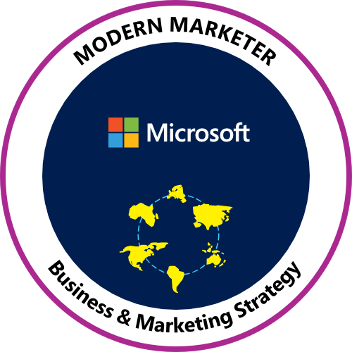 MODERN MARKETER
Microsoft
Business & Marketing Strategy